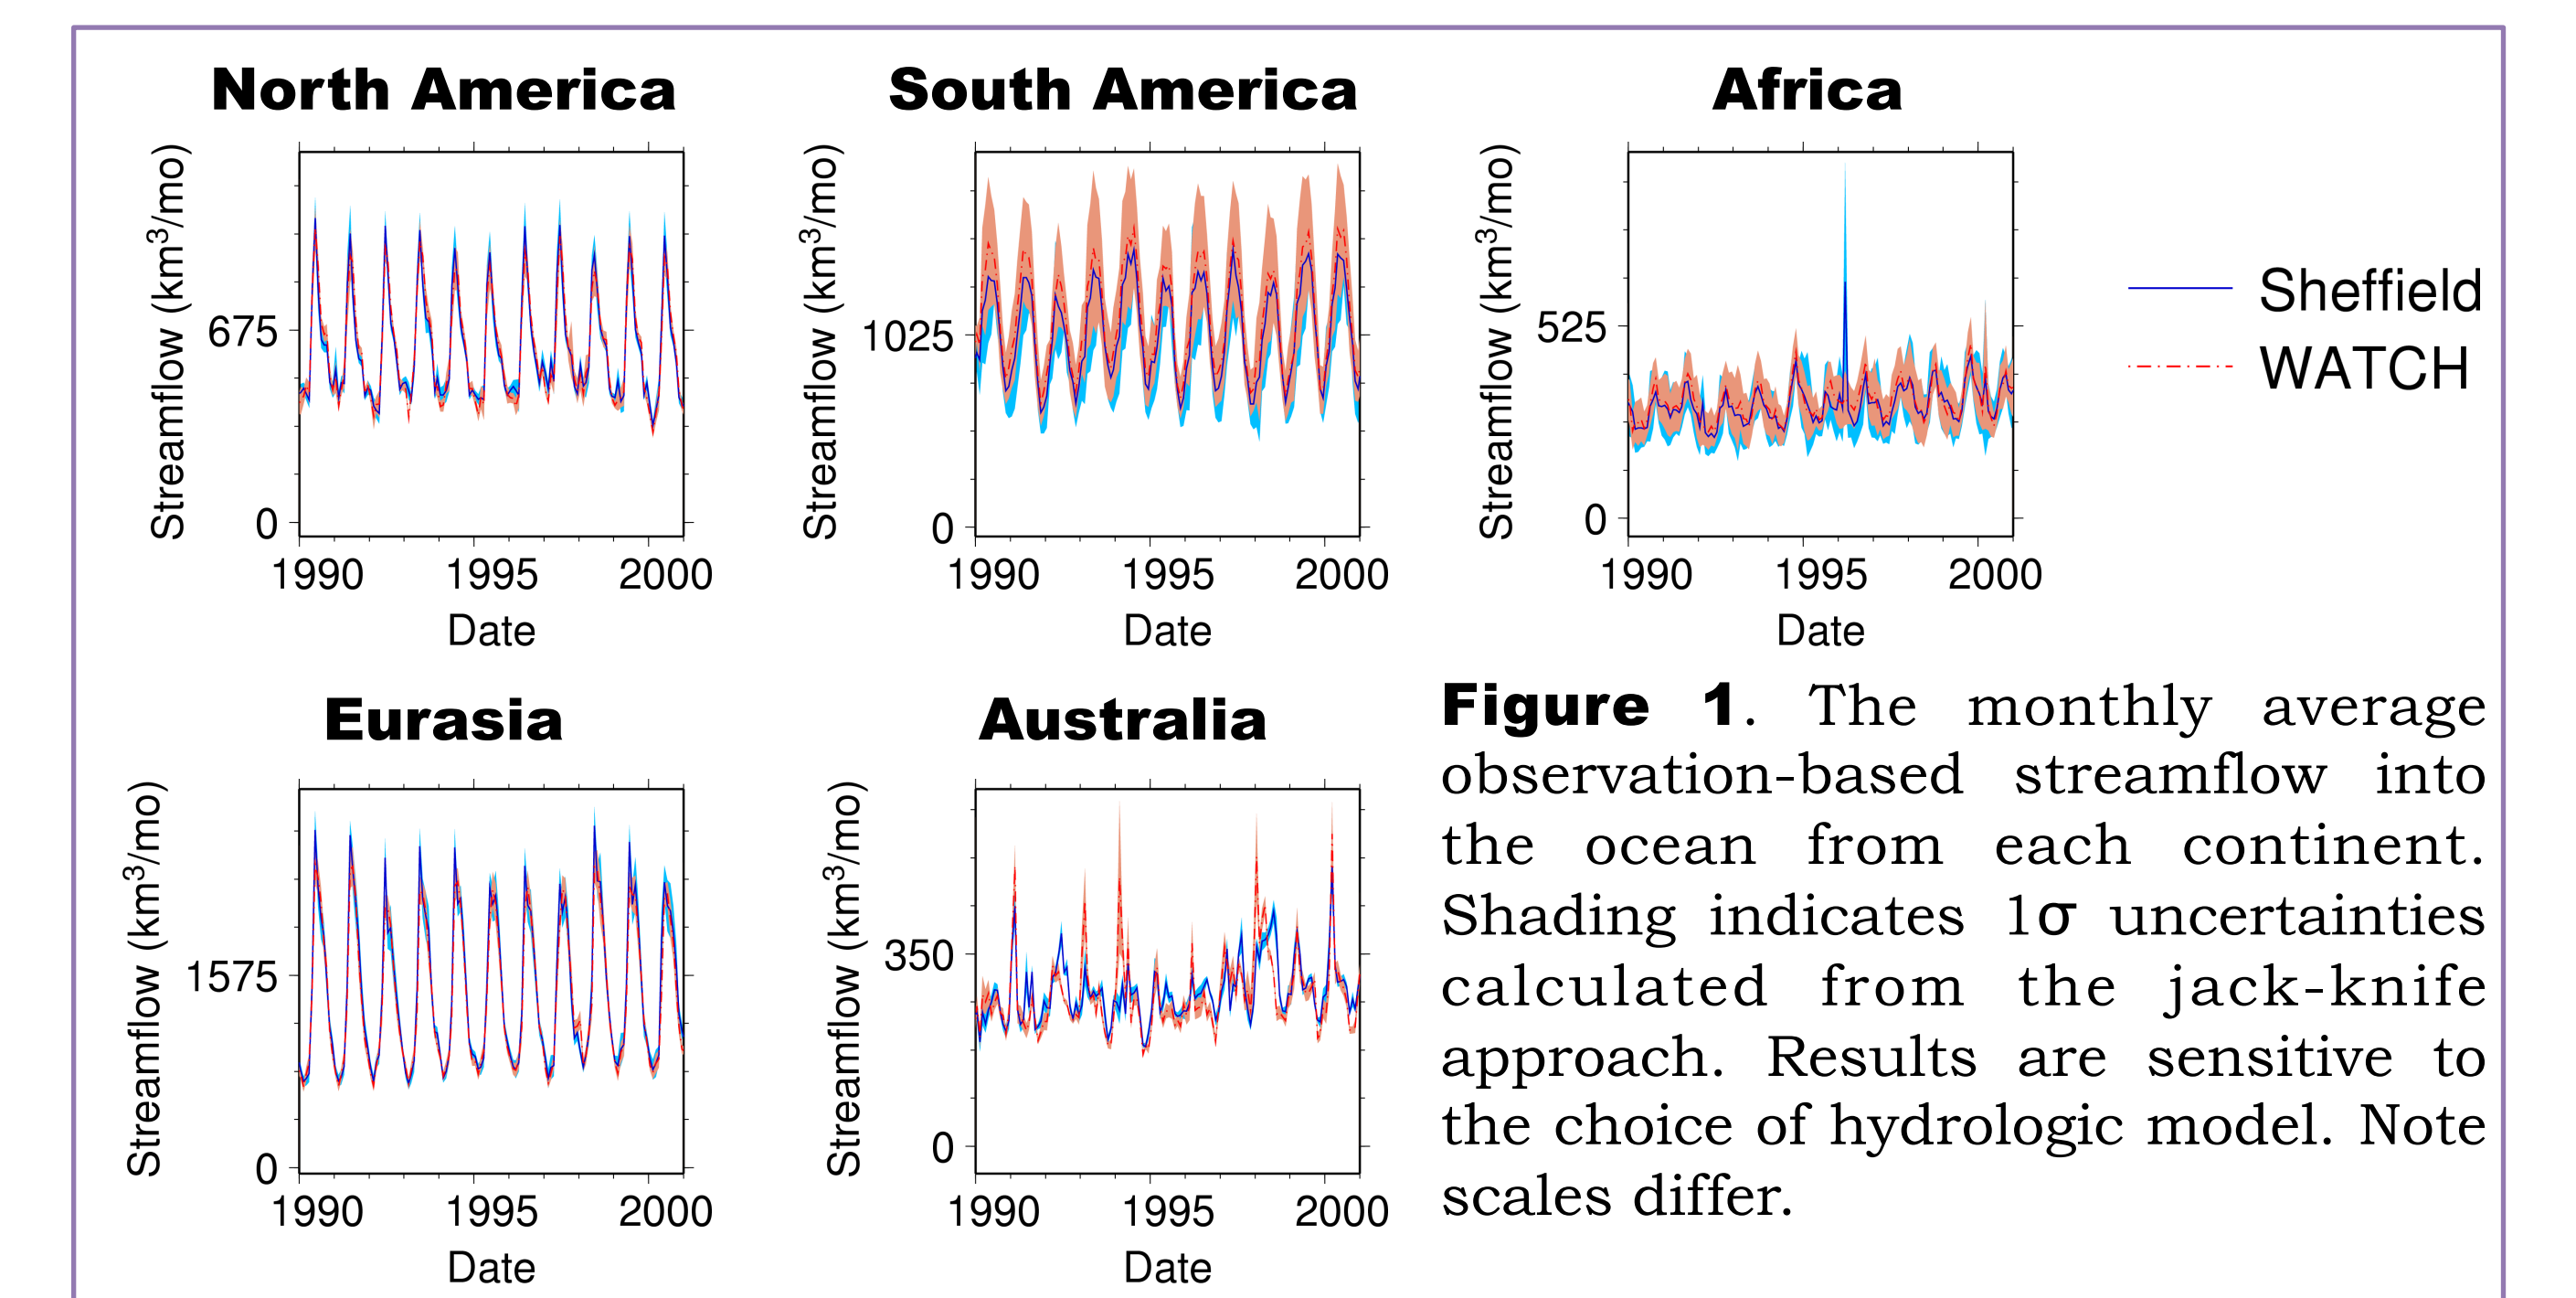 North America
South America
Africa
Streamflow (km³/mo)
675
0
1990 1995 2000
Date
Streamflow (km³/mo)
1025
0
1990 1995 2000
Date
Streamflow (km³/mo)
525
0
1990 1995 2000
Date
Sheffield
WATCH
Eurasia
Australia
Streamflow (km³/mo)
1575
0
1990 1995 2000
Date
Streamflow (km³/mo)
350
0
1990 1995 2000
Date
Figure 1. The monthly average
observation-based streamflow into
the ocean from each continent.
Shading indicates 1σ uncertainties
calculated from the jack-knife
approach. Results are sensitive to
the choice of hydrologic model. Note
scales differ.